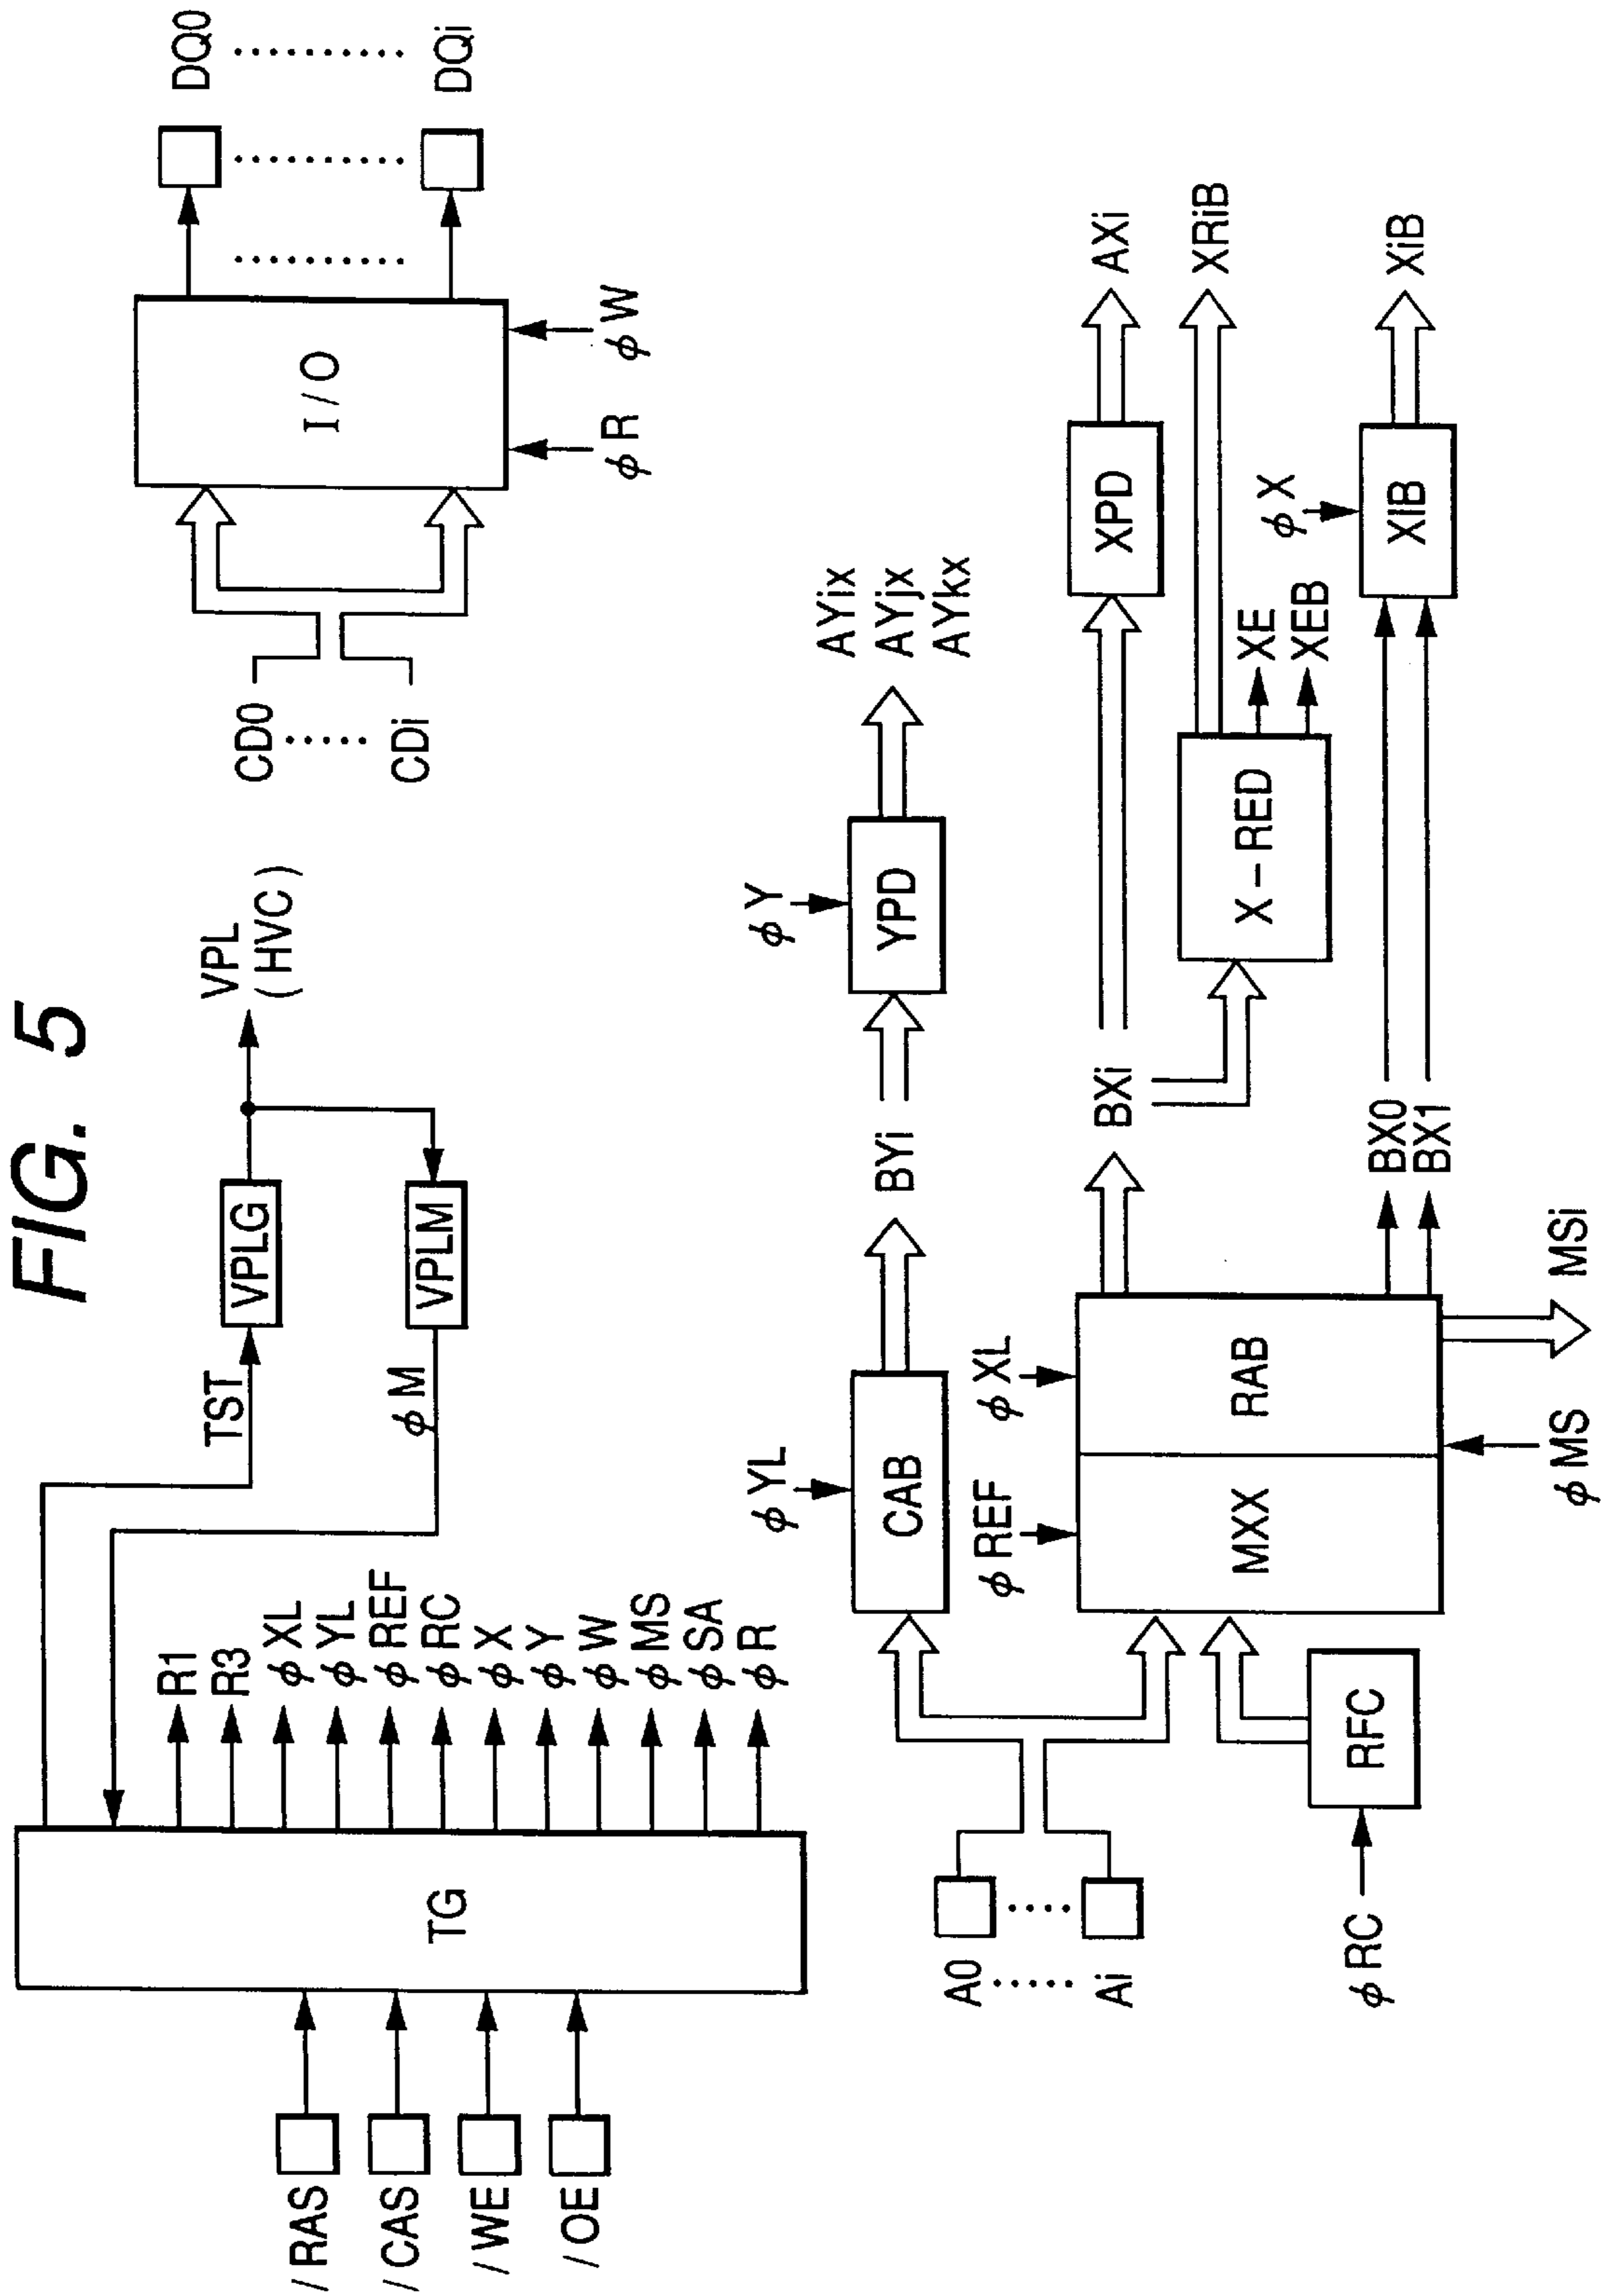 FIG. 5
/RAS
/CAS
/WE
/OE
TG
R1
R3
φXL
φYL
φREF
φRC
φX
φY
φW
φMS
φSA
φR
TST
φM
VPLG
VPLM
VPL
(HVC)
CD0
CDi
I/O
φR
φW
DQ0
DQi
A0
Ai
φRC
RFC
φYL
CAB
BYi
φY
YPD
AYix
AYjx
AYkx
φREF
φXL
MXX
RAB
φMS
MSi
BXi
BX0
BX1
XPD
AXi
X-RED
XRiB
XE
XEB
φX
XIB
XiB